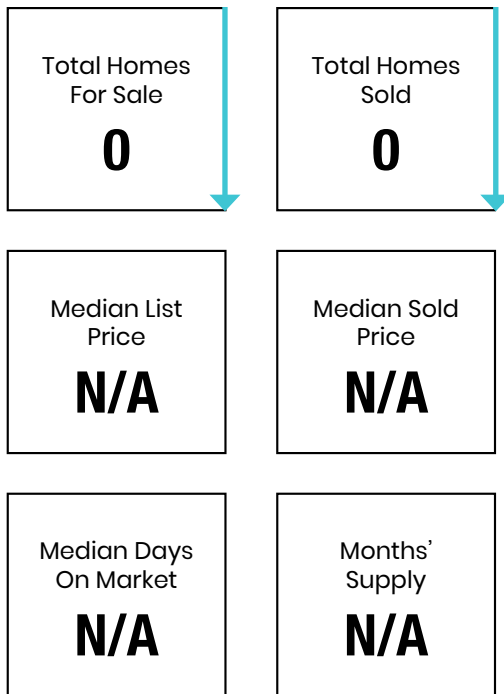 Total Homes
For Sale
0
Total Homes
Sold
0
Median List
Price
N/A
Median Sold
Price
N/A
Median Days
On Market
N/A
Months’
Supply
N/A